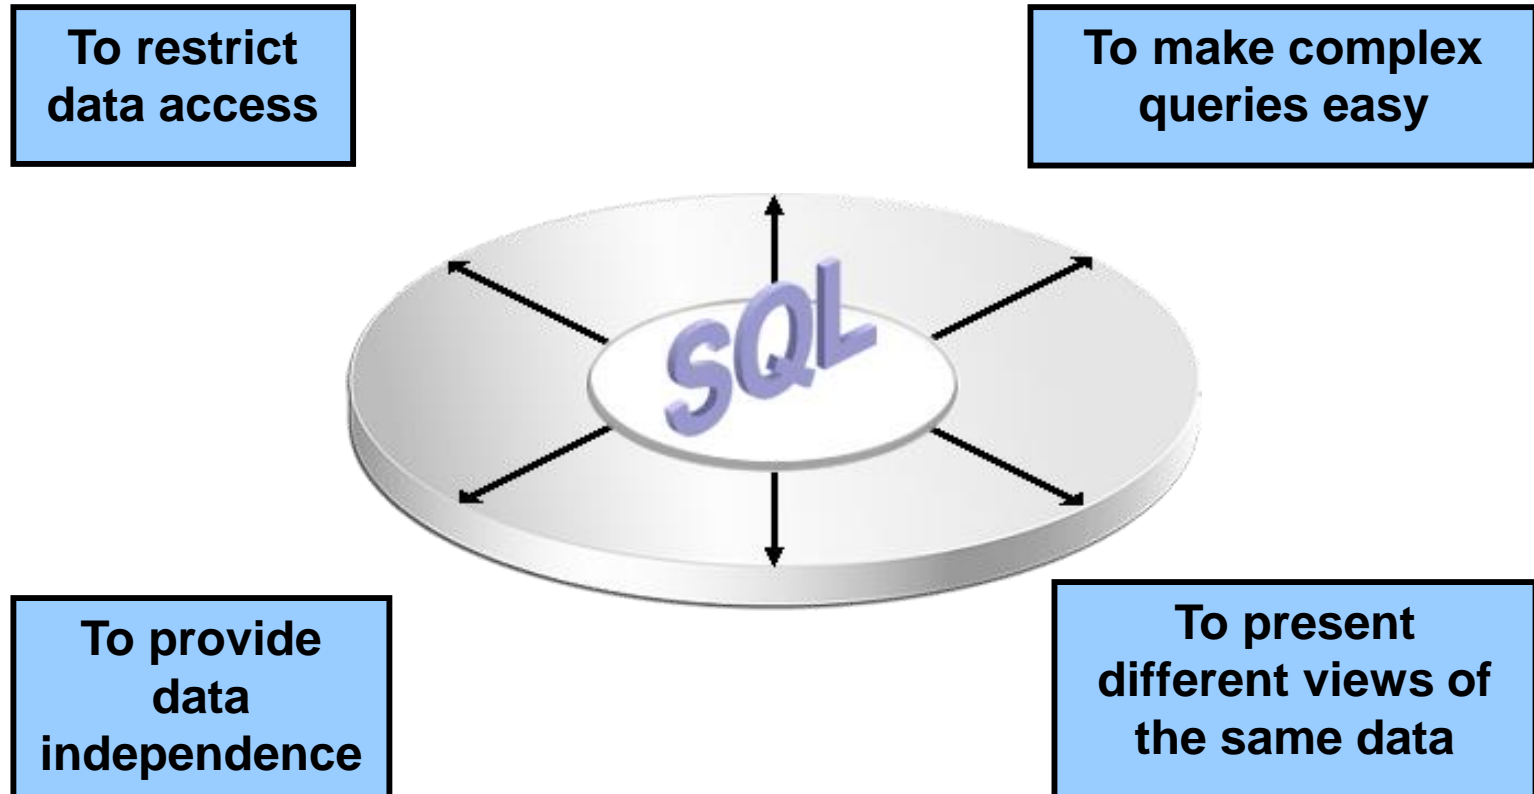 To restrict
data access
To make complex
queries easy
SQL
To provide
data
independence
To present
different views of
the same data